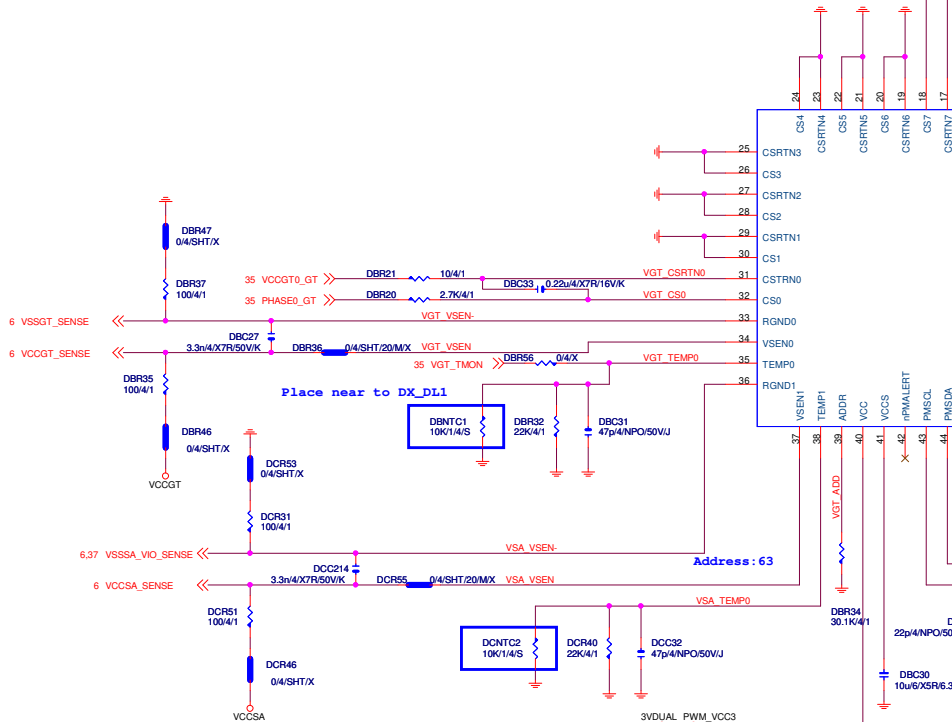 24
23
22
21
20
19
18
17
CS4
CSRTN4
CS5
CSRTN5
CS6
CSRTN6
CS7
CSRTN7
25 CSRTN3
26 CS3
27 CSRTN2
28 CS2
29 CSRTN1
30 CS1
31 CSTRN0
32 CS0
33 RGND0
34 VSEN0
35 TEMP0
36 RGND1
VSEN1
TEMP1
ADDR
VCC
VCCS
nPMALERT
PMSCL
PMSDA
37
38
39
40
41
42
43
44
DBR47
0/4/SHT/X
DBR37
100/4/1
35 VCCGT0_GT
DBR21
10/4/1
VGT_CSRTN0
DBC33
0.22u/4/X7R/16V/K
35 PHASE0_GT
DBR20
2.7K/4/1
VGT_CS0
6 VSSGT_SENSE
VGT_VSEN-
DBC27
3.3n/4/X7R/50V/K
6 VCCGT_SENSE
DBR36
0/4/SHT/20/M/X
VGT_VSEN
35 VGT_TMON
DBR56
0/4/X
VGT_TEMP0
DBR35
100/4/1
Place near to DX_DL1
DBNTC1
10K/1/4/S
DBR32
22K/4/1
DBC31
47p/4/NPO/50V/J
DBR46
0/4/SHT/X
VCCGT
DCR53
0/4/SHT/X
DCR31
100/4/1
VGT_ADD
6,37 VSSSA_VIO_SENSE
VSA_VSEN-
DCC214
3.3n/4/X7R/50V/K
6 VCCSA_SENSE
DCR55
0/4/SHT/20/M/X
VSA_VSEN
Address:63
DCR51
100/4/1
VSA_TEMP0
DBR34
30.1K/4/1
DCNTC2
10K/1/4/S
DCR40
22K/4/1
DCC32
47p/4/NPO/50V/J
22p/4/NPO/50
DCR46
0/4/SHT/X
DBC30
10u/6/X5R/6.3
VCCSA
3VDUAL_PWM_VCC3